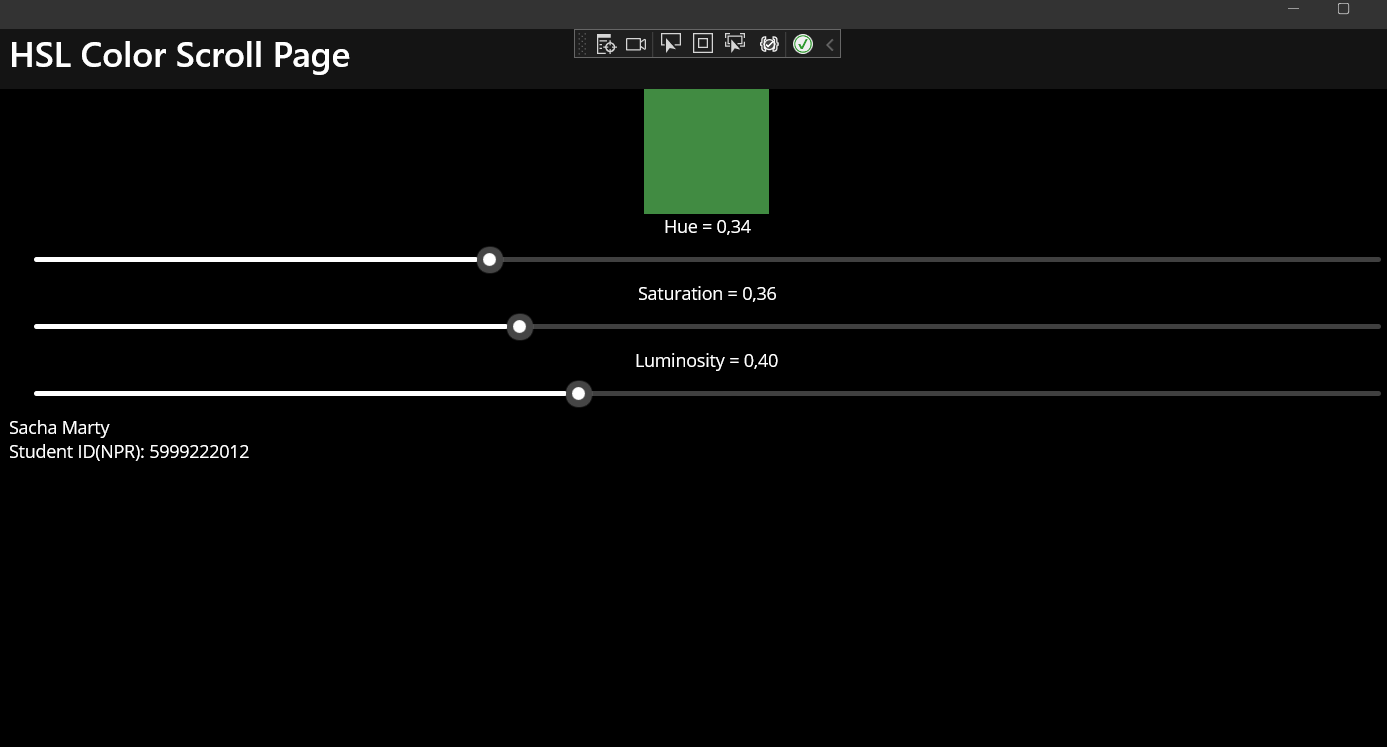 HSL Color Scroll Page
Hue = 0,34
Saturation = 0,36
Luminosity = 0,40
Sacha Marty
Student ID(NPR): 5999222012